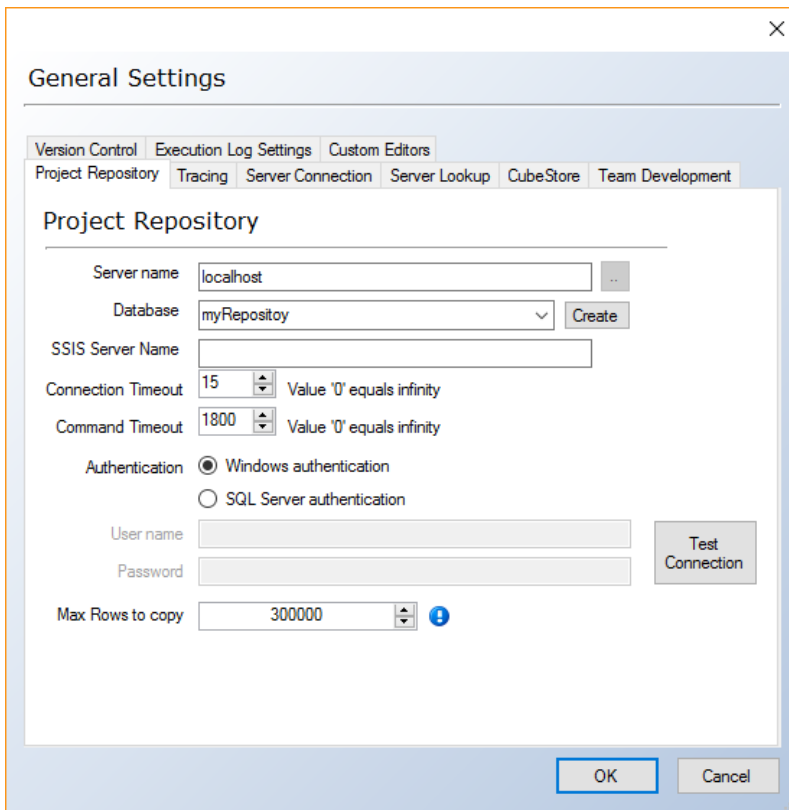 General Settings
Version Control Execution Log Settings Custom Editors
Project Repository Tracing Server Connection Server Lookup CubeStore Team Development
Project Repository
Server name localhost ..
Database myRepositoy Create
SSIS Server Name
Connection Timeout 15 Value '0' equals infinity
Command Timeout 1800 Value '0' equals infinity
Authentication Windows authentication
SQL Server authentication
User name
Password
Test
Connection
Max Rows to copy 300000
OK Cancel